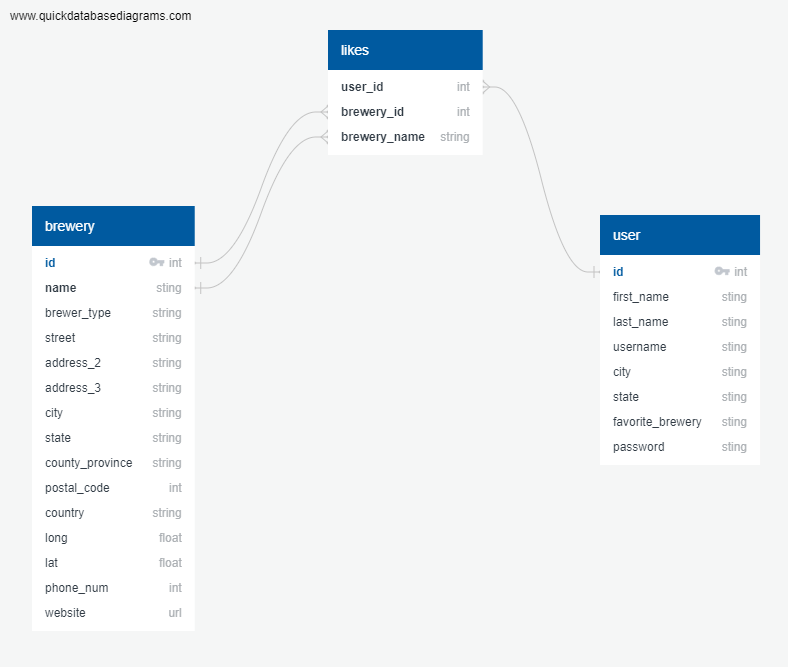 www.quickdatabasediagrams.com
likes
user_id int
brewery_id int
brewery_name string
brewery
id int
name sting
brewer_type string
street string
address_2 string
address_3 string
city string
state string
county_province string
postal_code int
country string
long float
lat float
phone_num int
website url
user
id int
first_name sting
last_name sting
username sting
city sting
state sting
favorite_brewery sting
password sting